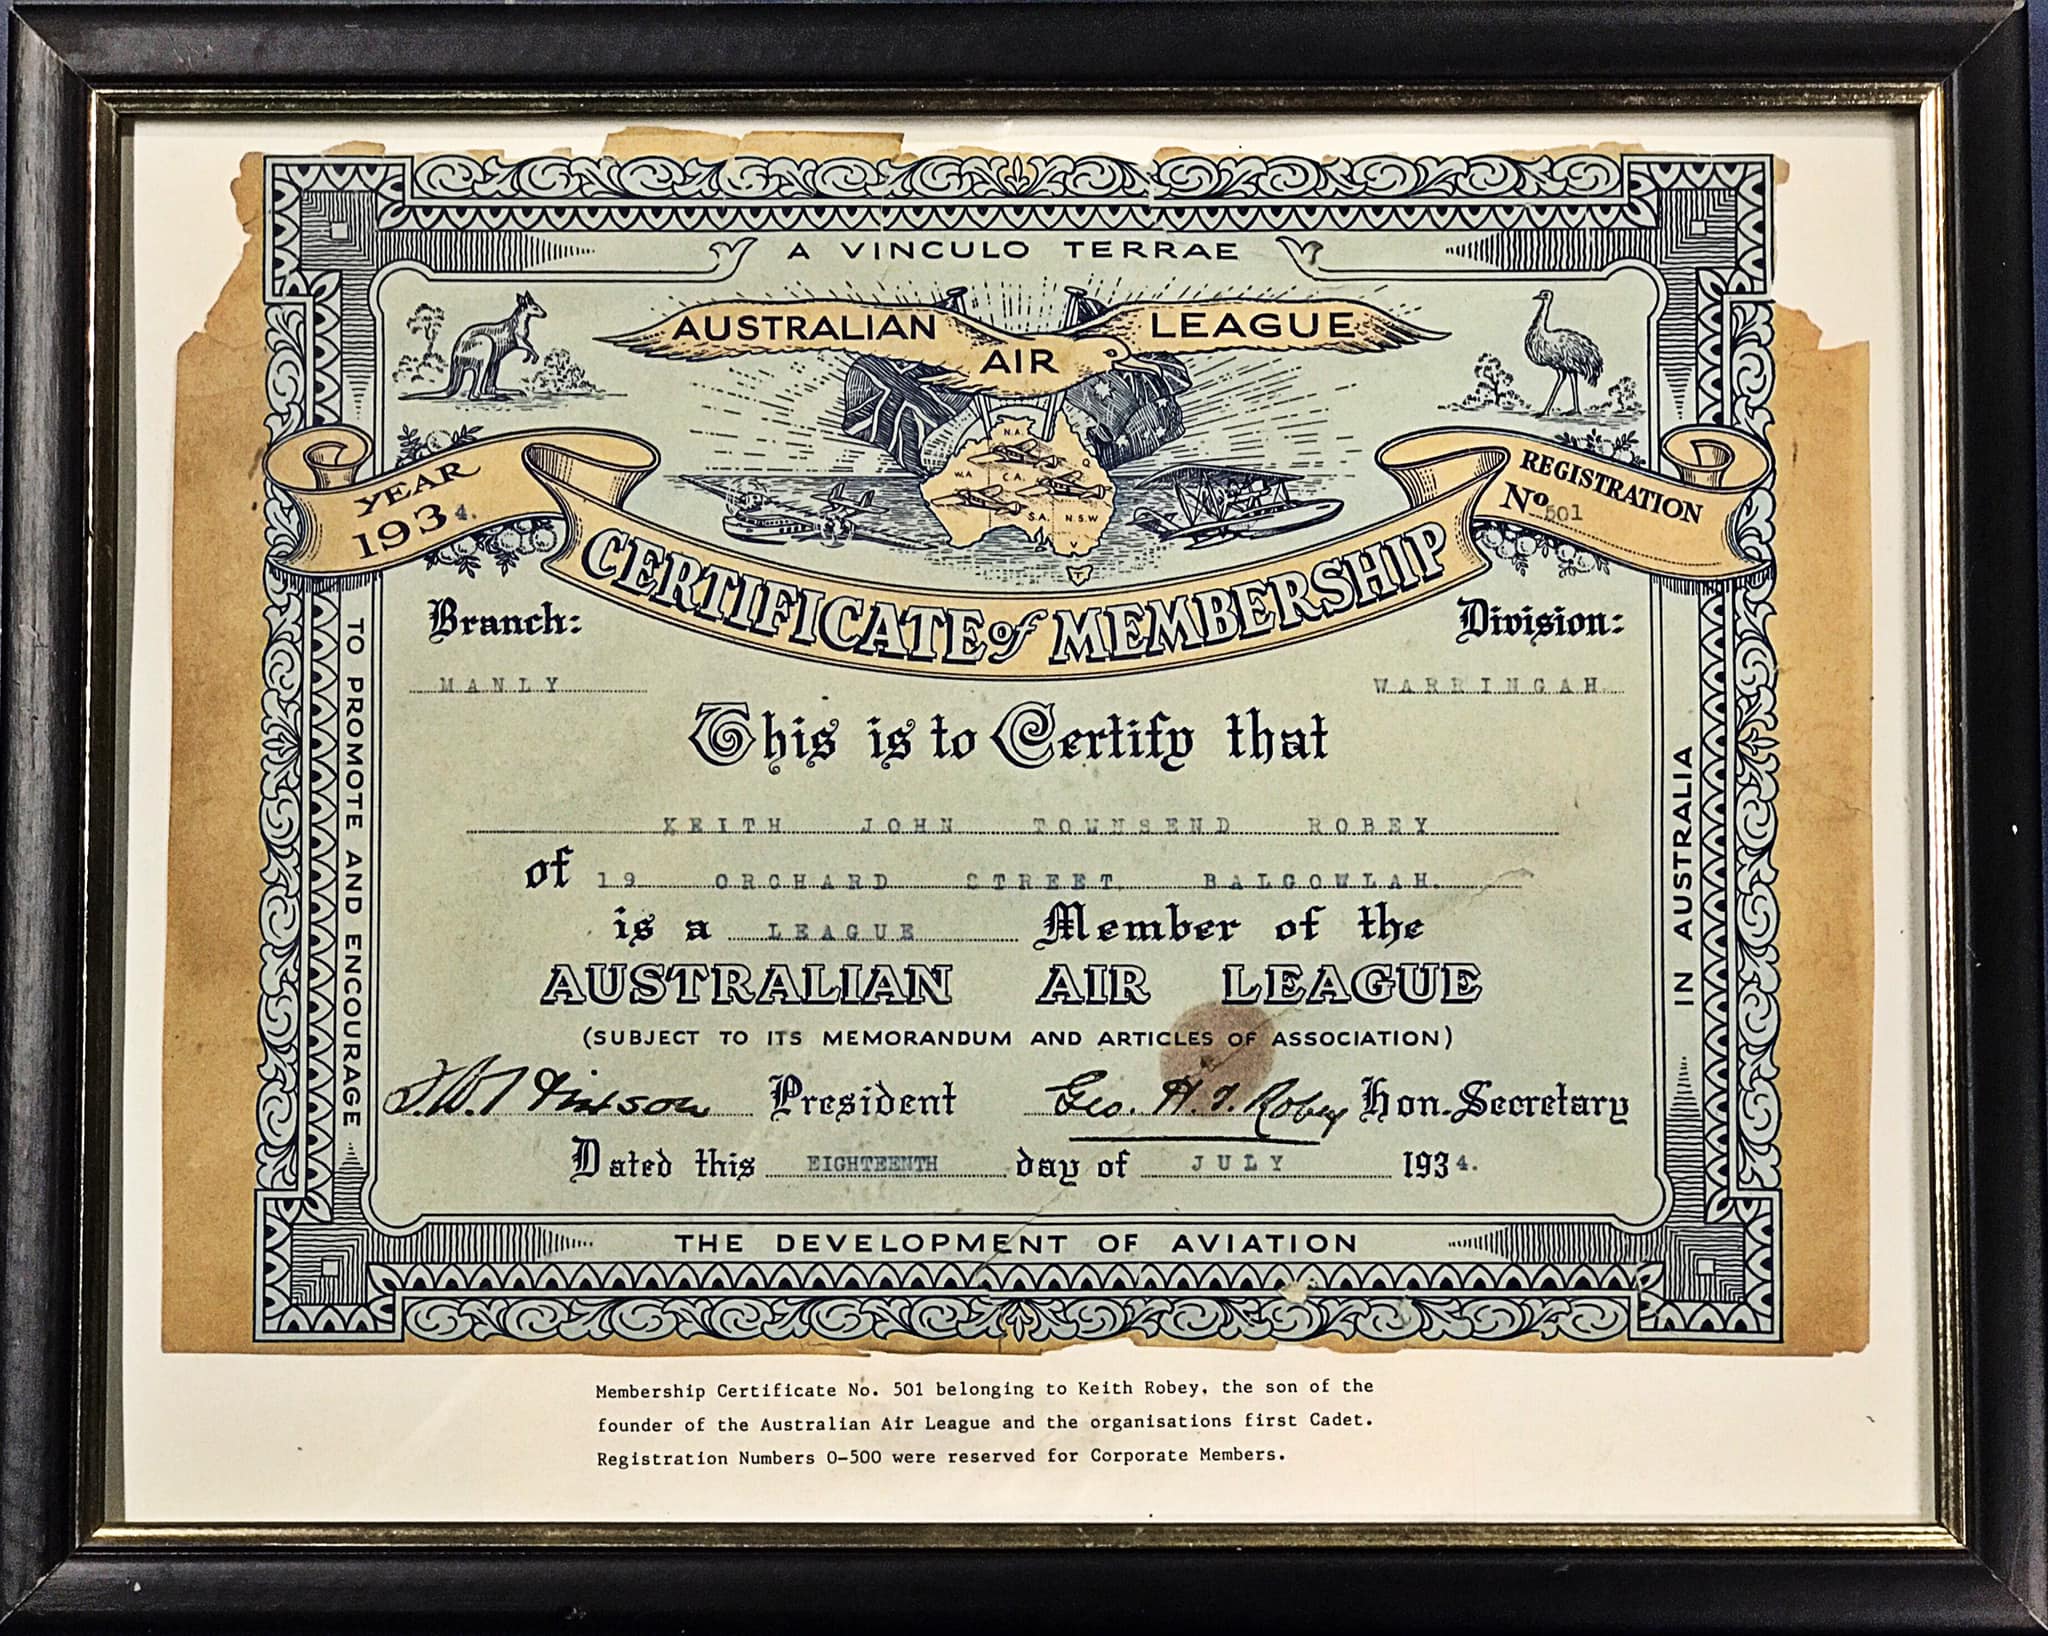 A VINCULO TERRAE
AUSTRALIAN AIR LEAGUE
N.A.
W.A.
C.A.
Q
S.A.
N.S.W
V
T
YEAR
1934.
REGISTRATION
No 501
CERTIFICATE of MEMBERSHIP
Branch:
MANLY
Division:
WARRINGAH
This is to Certify that
KEITH JOHN TOWNSEND ROBEY
of 19 ORCHARD STREET BALGOWLAH.
is a LEAGUE Member of the
AUSTRALIAN AIR LEAGUE
(SUBJECT TO ITS MEMORANDUM AND ARTICLES OF ASSOCIATION)
President
Geo. H. T. Robey Hon. Secretary
Dated this EIGHTEENTH day of JULY 1934.
TO PROMOTE AND ENCOURAGE
THE DEVELOPMENT OF AVIATION
IN AUSTRALIA
Membership Certificate No. 501 belonging to Keith Robey, the son of the
founder of the Australian Air League and the organisations first Cadet.
Registration Numbers 0-500 were reserved for Corporate Members.